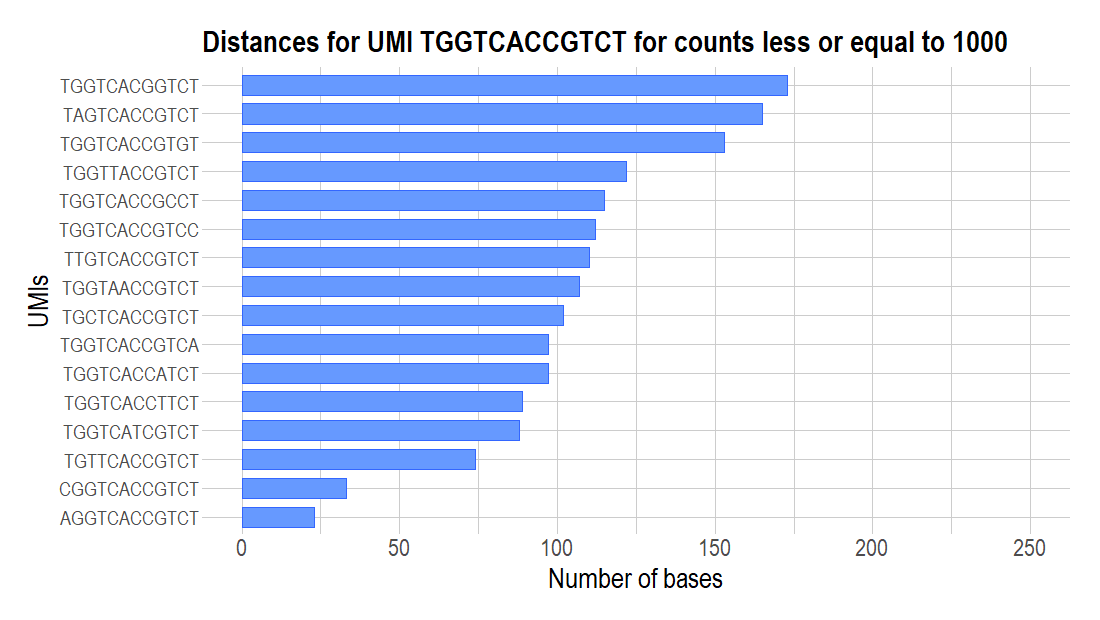 Distances for UMI TGGTCACCGTCT for counts less or equal to 1000
UMIs
TGGTCACGGTCT
TAGTCACCGTCT
TGGTCACCGTGT
TGGTTACCGTCT
TGGTCACCGCCT
TGGTCACCGTCC
TTGTCACCGTCT
TGGTAACCGTCT
TGCTCACCGTCT
TGGTCACCGTCA
TGGTCACCATCT
TGGTCACCTTCT
TGGTCATCGTCT
TGTTCACCGTCT
CGGTCACCGTCT
AGGTCACCGTCT
0 50 100 150 200 250
Number of bases